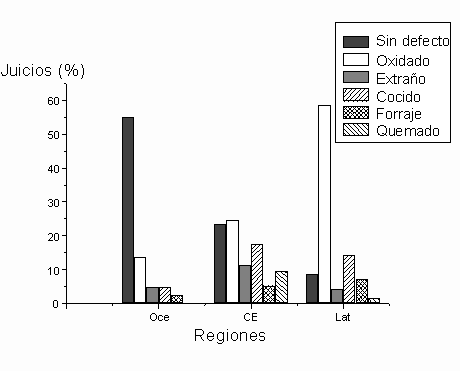 Sin defecto
Oxidado
Extraño
Cocido
Forraje
Quemado
Juicios (%)
60
50
40
30
20
10
0
Oce CE Lat
Regiones